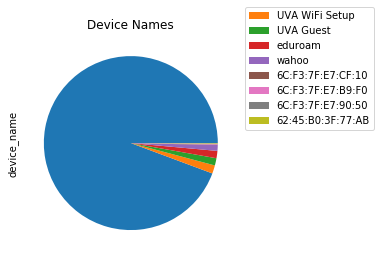 Device Names
device_name
UVA WiFi Setup
UVA Guest
eduroam
wahoo
6C:F3:7F:E7:CF:10
6C:F3:7F:E7:B9:F0
6C:F3:7F:E7:90:50
62:45:B0:3F:77:AB